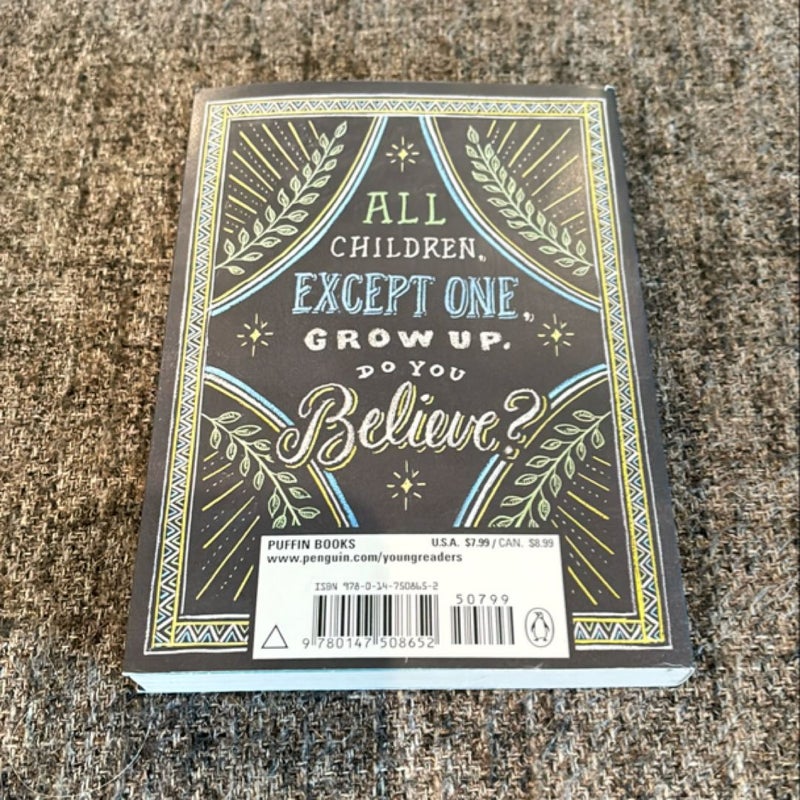 ALL
CHILDREN,
EXCEPT ONE,
GROW UP.
DO YOU
Believe?
PUFFIN BOOKS U.S.A. $7.99 / CAN. $8.99
www.penguin.com/youngreaders
ISBN 978-0-14-750865-2
50799
9 780147 508652